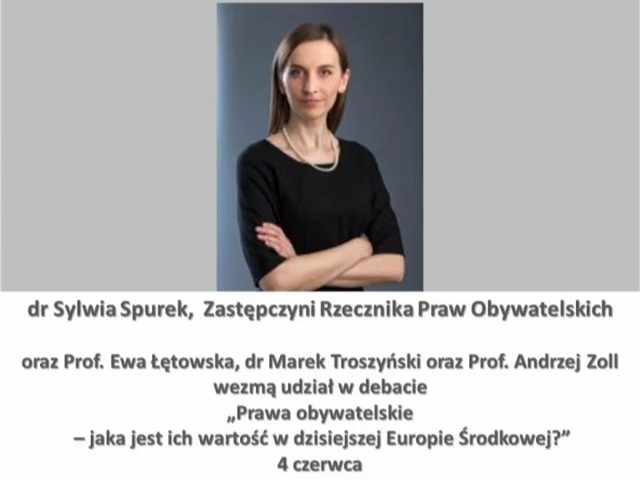 dr Sylwia Spurek, Zastępczyni Rzecznika Praw Obywatelskich
oraz Prof. Ewa Łętowska, dr Marek Troszyński oraz Prof. Andrzej Zoll
wezmą udział w debacie
„Prawa obywatelskie
– jaka jest ich wartość w dzisiejszej Europie Środkowej?”
4 czerwca